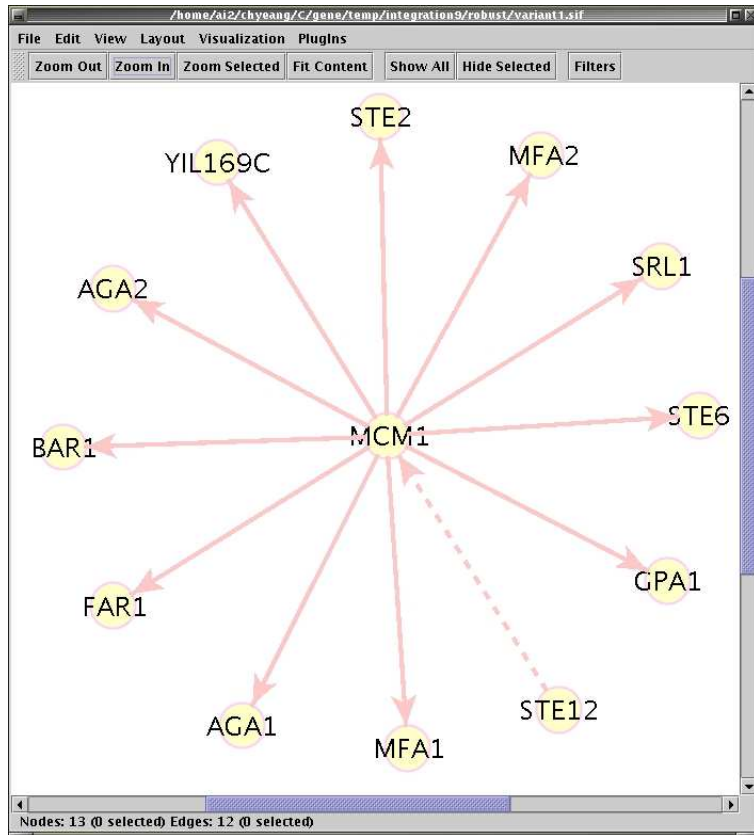 /home/ai2/chyeang/C/gene/temp/integration9/robust/variant1.sif
File Edit View Layout Visualization PlugIns
Zoom Out Zoom In Zoom Selected Fit Content Show All Hide Selected Filters
STE2
MFA2
YIL169C
SRL1
AGA2
STE6
MCM1
BAR1
GPA1
FAR1
STE12
AGA1
MFA1
Nodes: 13 (0 selected) Edges: 12 (0 selected)